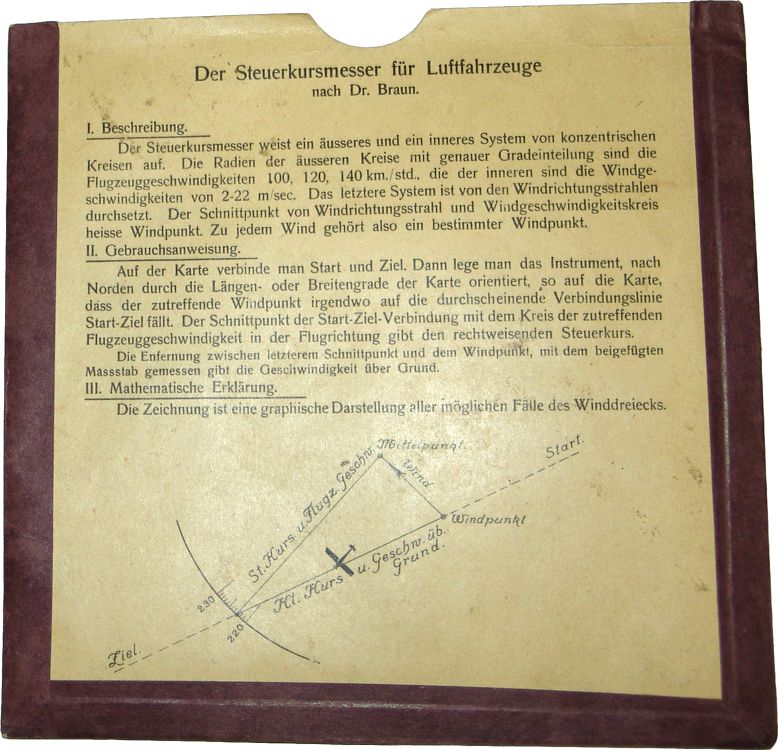 Der Steuerkursmesser für Luftfahrzeuge
nach Dr. Braun.
I. Beschreibung.
Der Steuerkursmesser weist ein äusseres und ein inneres System von konzentrischen
Kreisen auf. Die Radien der äusseren Kreise mit genauer Gradeinteilung sind die
Flugzeuggeschwindigkeiten 100, 120, 140 km./std., die der inneren sind die Windge-
schwindigkeiten von 2-22 m/sec. Das letztere System ist von den Windrichtungsstrahlen
durchsetzt. Der Schnittpunkt von Windrichtungsstrahl und Windgeschwindigkeitskreis
heisse Windpunkt. Zu jedem Wind gehört also ein bestimmter Windpunkt.
II. Gebrauchsanweisung.
Auf der Karte verbinde man Start und Ziel. Dann lege man das Instrument, nach
Norden durch die Längen- oder Breitengrade der Karte orientiert, so auf die Karte,
dass der zutreffende Windpunkt irgendwo auf die durchscheinende Verbindungslinie
Start-Ziel fällt. Der Schnittpunkt der Start-Ziel-Verbindung mit dem Kreis der zutreffenden
Flugzeuggeschwindigkeit in der Flugrichtung gibt den rechtweisenden Steuerkurs.
Die Enfernung zwischen letzterem Schnittpunkt und dem Windpunkt, mit dem beigefügten
Massstab gemessen gibt die Geschwindigkeit über Grund.
III. Mathematische Erklärung.
Die Zeichnung ist eine graphische Darstellung aller möglichen Fälle des Winddreiecks.
Mittelpunkt.
Start.
Wind
St. Kurs u. Flugz. Geschw.
Windpunkt
Kt. Kurs u. Geschw. üb.
Grund.
230
220
Ziel.